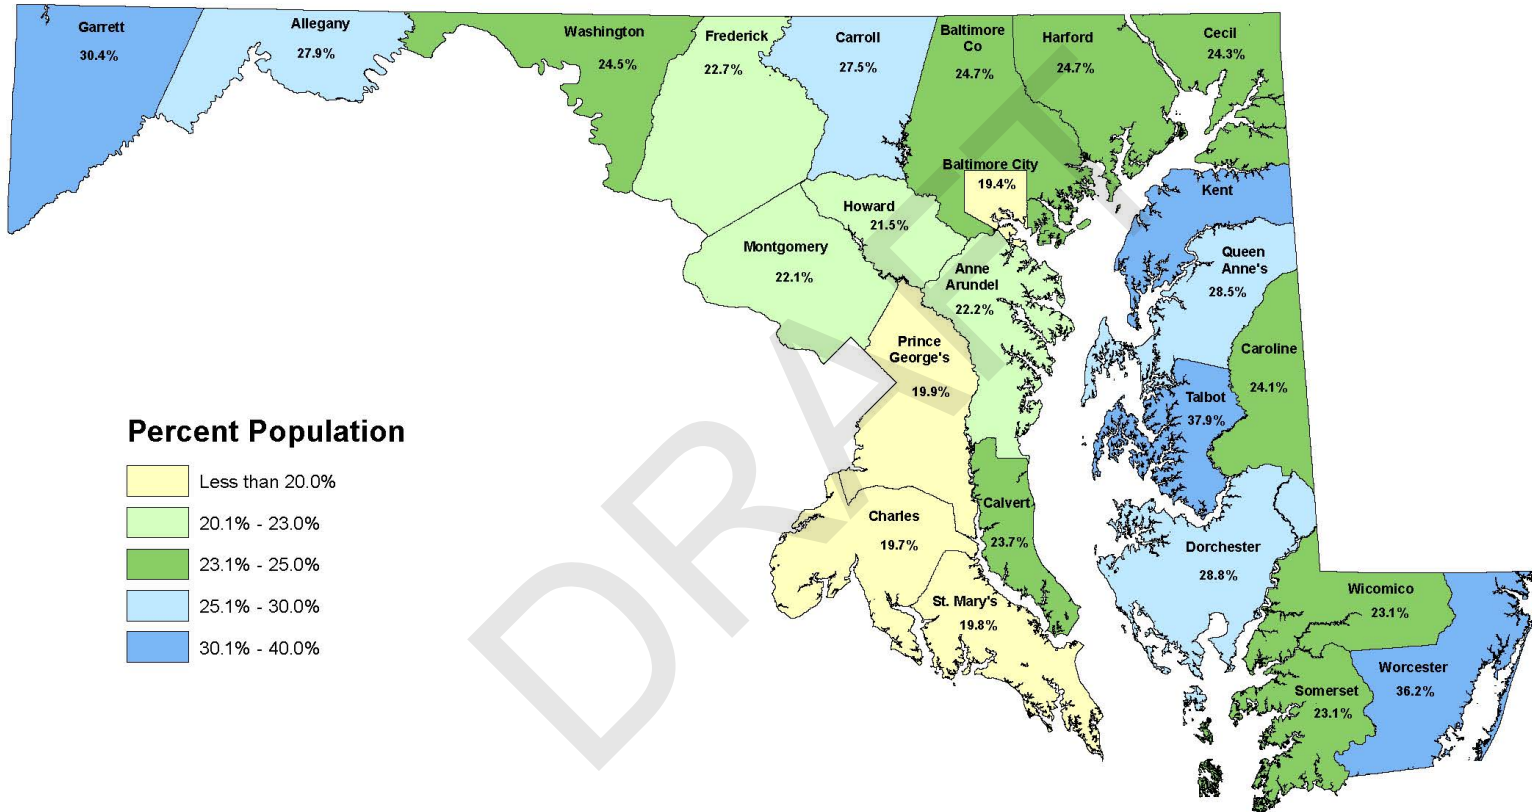 Garrett
30.4%
Allegany
27.9%
Washington
24.5%
Frederick
22.7%
Carroll
27.5%
Baltimore
Co
24.7%
Harford
24.7%
Cecil
24.3%
Baltimore City
19.4%
Kent
Howard
21.5%
Montgomery
22.1%
Anne
Arundel
22.2%
Queen
Anne's
28.5%
Prince
George's
19.9%
Caroline
24.1%
Talbot
37.9%
Percent Population
Less than 20.0%
20.1% - 23.0%
23.1% - 25.0%
25.1% - 30.0%
30.1% - 40.0%
Calvert
23.7%
Charles
19.7%
Dorchester
28.8%
St. Mary's
19.8%
Wicomico
23.1%
Worcester
36.2%
Somerset
23.1%
DRAFT